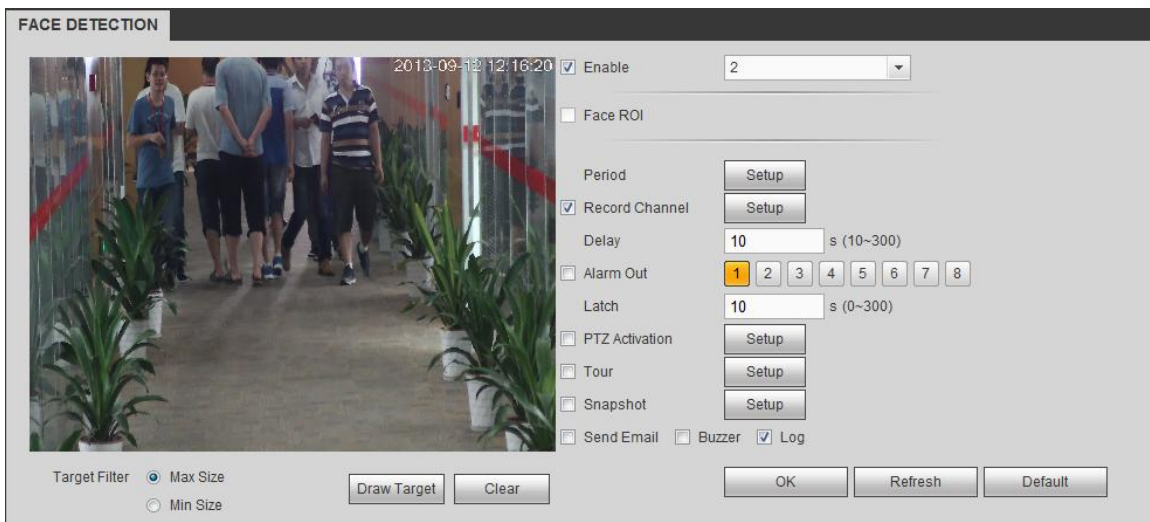 FACE DETECTION
2013-09-12 12:16:20
Enable 2
Face ROI
Period Setup
Record Channel Setup
Delay 10 s (10~300)
Alarm Out 1 2 3 4 5 6 7 8
Latch 10 s (0~300)
PTZ Activation Setup
Tour Setup
Snapshot Setup
Send Email Buzzer Log
Target Filter Max Size
Min Size
Draw Target Clear
OK Refresh Default